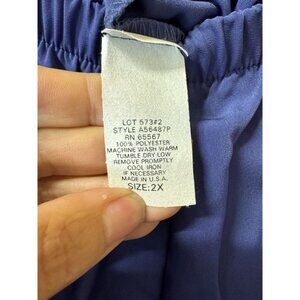 LOT 573#2
STYLE A56487P
RN 65567
100% POLYESTER
MACHINE WASH WARM
TUMBLE DRY LOW
REMOVE PROMPTLY
COOL IRON
IF NECESSARY
MADE IN U.S.A.
SIZE: 2X